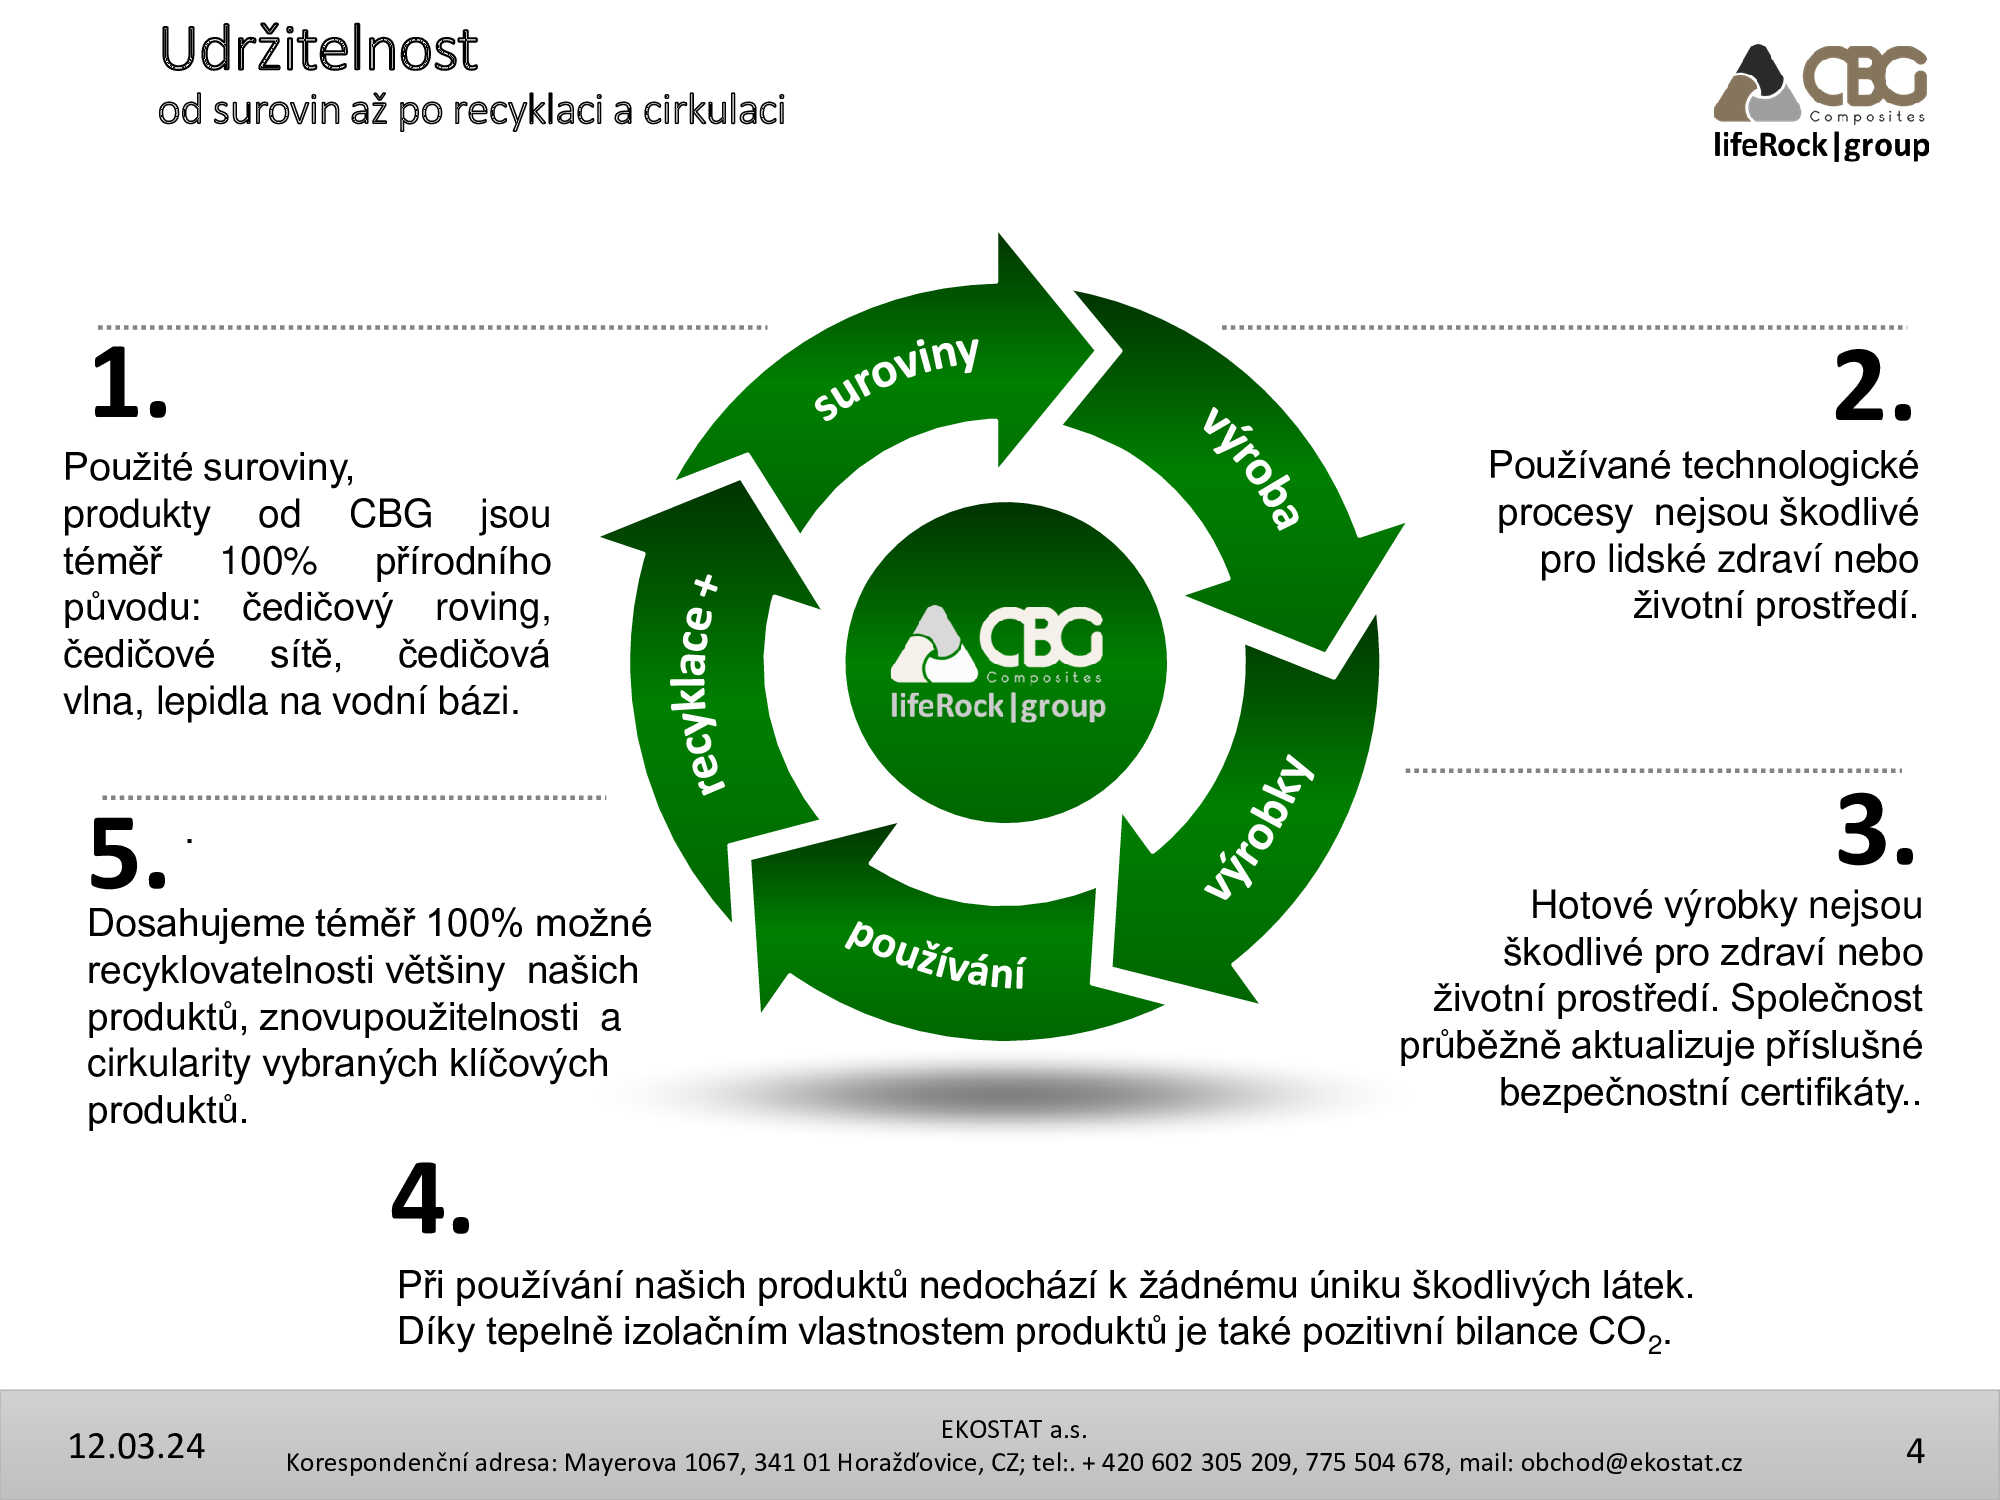 Udržitelnost
od surovin až po recyklaci a cirkulaci
CBG
Composites
lifeRock|group
suroviny
výroba
výrobky
používání
recyklace +
CBG
Composites
lifeRock|group
1.
Použité suroviny,
produkty od CBG jsou
téměř 100% přírodního
původu: čedičový roving,
čedičové sítě, čedičová
vlna, lepidla na vodní bázi.
2.
Používané technologické
procesy nejsou škodlivé
pro lidské zdraví nebo
životní prostředí.
3.
Hotové výrobky nejsou
škodlivé pro zdraví nebo
životní prostředí. Společnost
průběžně aktualizuje příslušné
bezpečnostní certifikáty..
5. .
Dosahujeme téměř 100% možné
recyklovatelnosti většiny našich
produktů, znovupoužitelnosti a
cirkularity vybraných klíčových
produktů.
4.
Při používání našich produktů nedochází k žádnému úniku škodlivých látek.
Díky tepelně izolačním vlastnostem produktů je také pozitivní bilance CO₂.
12.03.24
EKOSTAT a.s.
Korespondenční adresa: Mayerova 1067, 341 01 Horažďovice, CZ; tel:. + 420 602 305 209, 775 504 678, mail: obchod@ekostat.cz
4